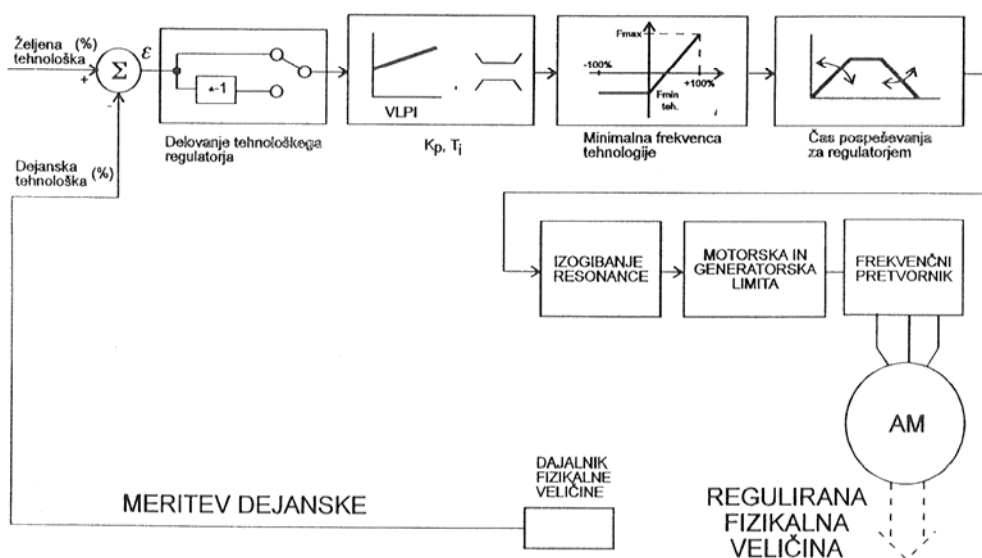 Željena (%)
tehnološka
+
Σ
ε
-
Dejanska
tehnološka (%)
*-1
Delovanje tehnološkega
regulatorja
VLPI
Kp, Ti
Fmax
-100%
+100%
Fmin
teh.
i
Minimalna frekvenca
tehnologije
Čas pospeševanja
za regulatorjem
IZOGIBANJE
RESONANCE
MOTORSKA IN
GENERATORSKA
LIMITA
FREKVENČNI
PRETVORNIK
AM
DAJALNIK
FIZIKALNE
VELIČINE
MERITEV DEJANSKE
REGULIRANA
FIZIKALNA
VELIČINA